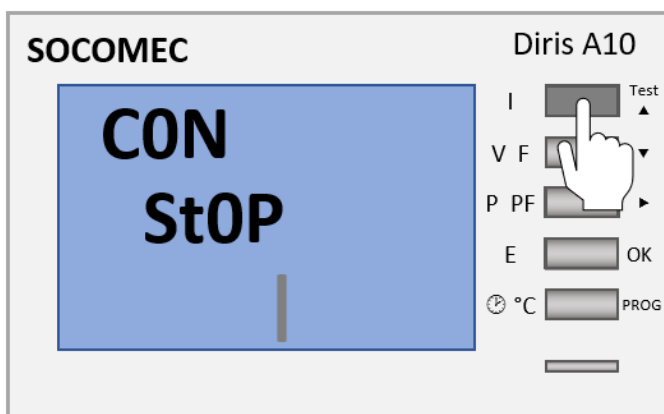 SOCOMEC
Diris A10
C0N
St0P
I
Test
V F
P PF
E
OK
°C
PROG